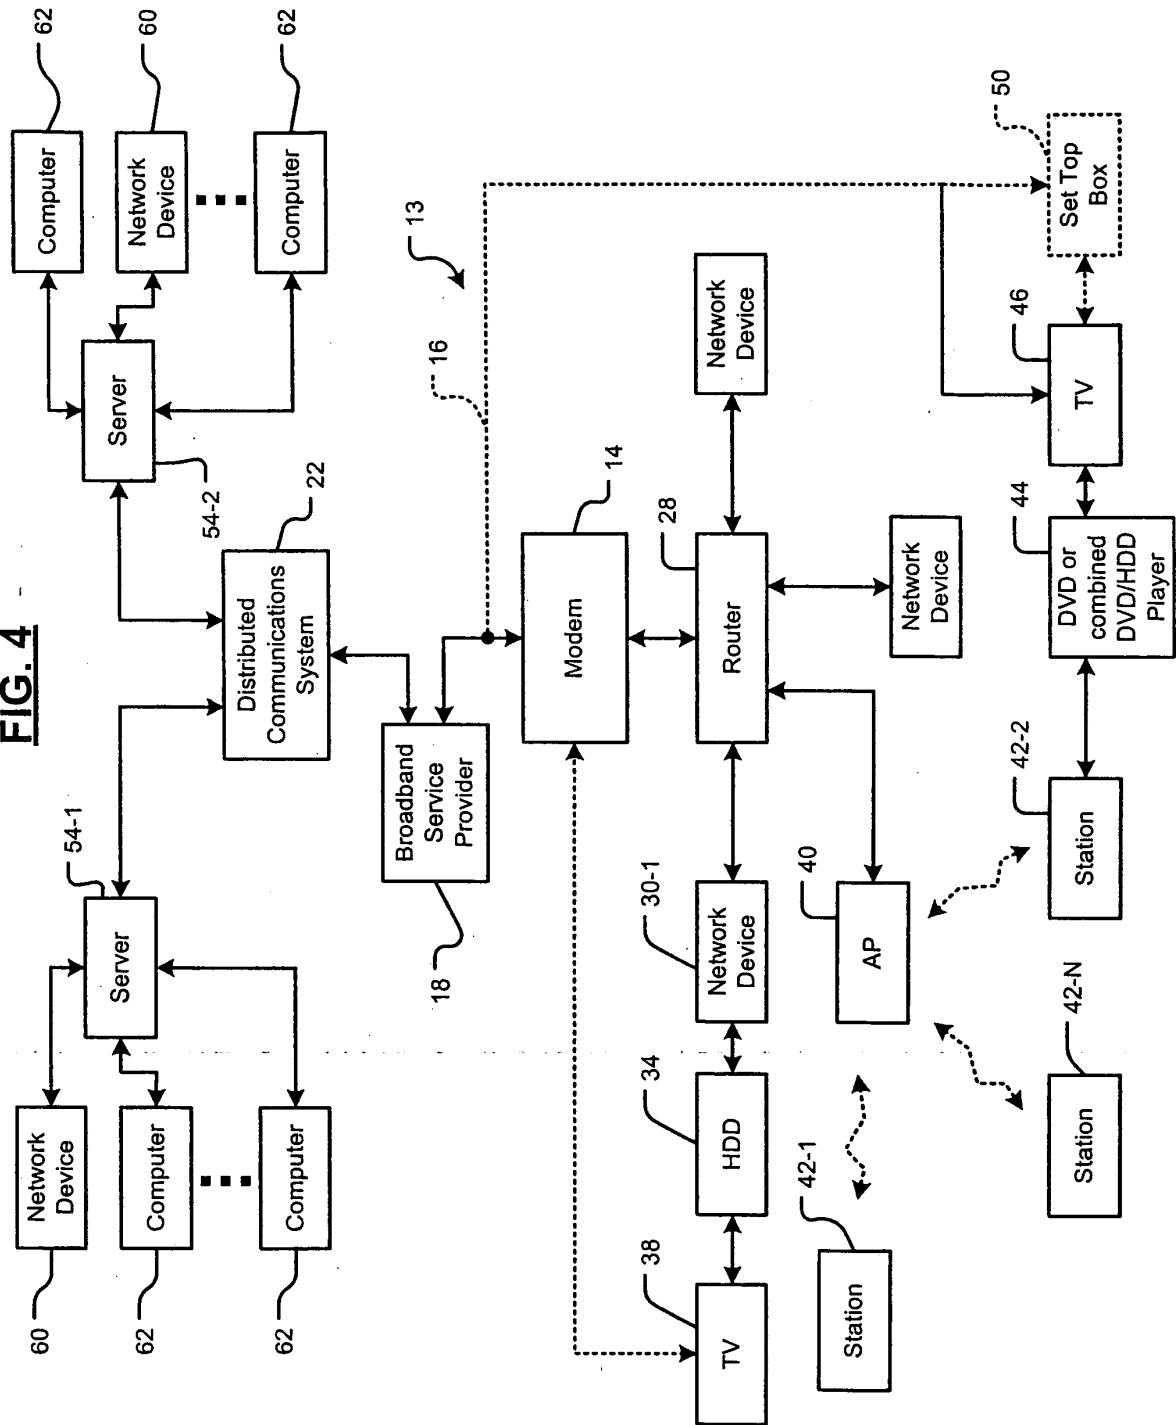 FIG. 4
60
Network
Device
62
Computer
62
Computer
Server
54-1
Distributed
Communications
System
22
Server
54-2
Computer
62
Network
Device
60
Computer
62
Broadband
Service
Provider
18
16
13
Modem
14
TV
38
HDD
34
Network
Device
30-1
Router
28
Network
Device
Network
Device
Station
42-1
AP
40
Station
42-N
Station
42-2
DVD or
combined
DVD/HDD
Player
44
TV
46
Set Top
Box
50